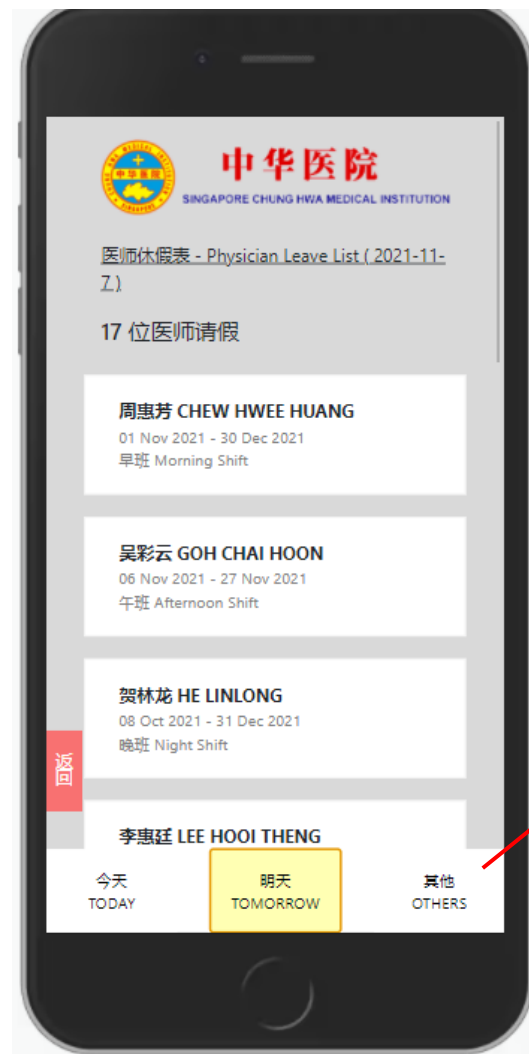 中华医院
中华医院
SINGAPORE CHUNG HWA MEDICAL INSTITUTION
医师休假表 - Physician Leave List ( 2021-11-
7 )
17 位医师请假
周惠芳 CHEW HWEE HUANG
01 Nov 2021 - 30 Dec 2021
早班 Morning Shift
吴彩云 GOH CHAI HOON
06 Nov 2021 - 27 Nov 2021
午班 Afternoon Shift
贺林龙 HE LINLONG
08 Oct 2021 - 31 Dec 2021
晚班 Night Shift
返回
李惠廷 LEE HOOI THENG
今天
TODAY
明天
TOMORROW
其他
OTHERS